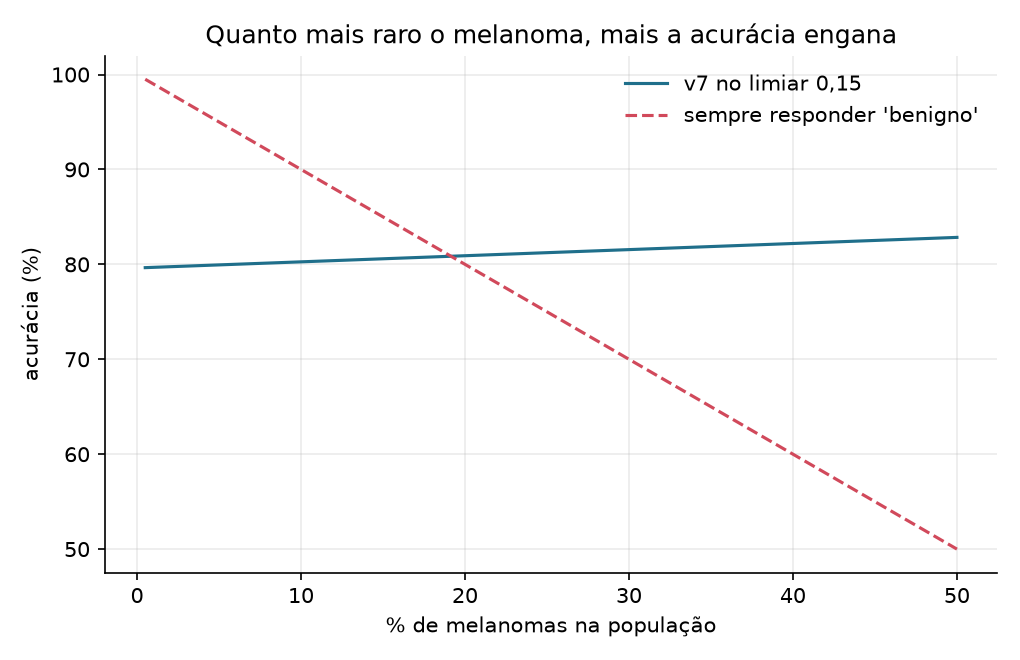 Quanto mais raro o melanoma, mais a acurácia engana
v7 no limiar 0,15
sempre responder 'benigno'
acurácia (%)
100
90
80
70
60
50
0 10 20 30 40 50
% de melanomas na população